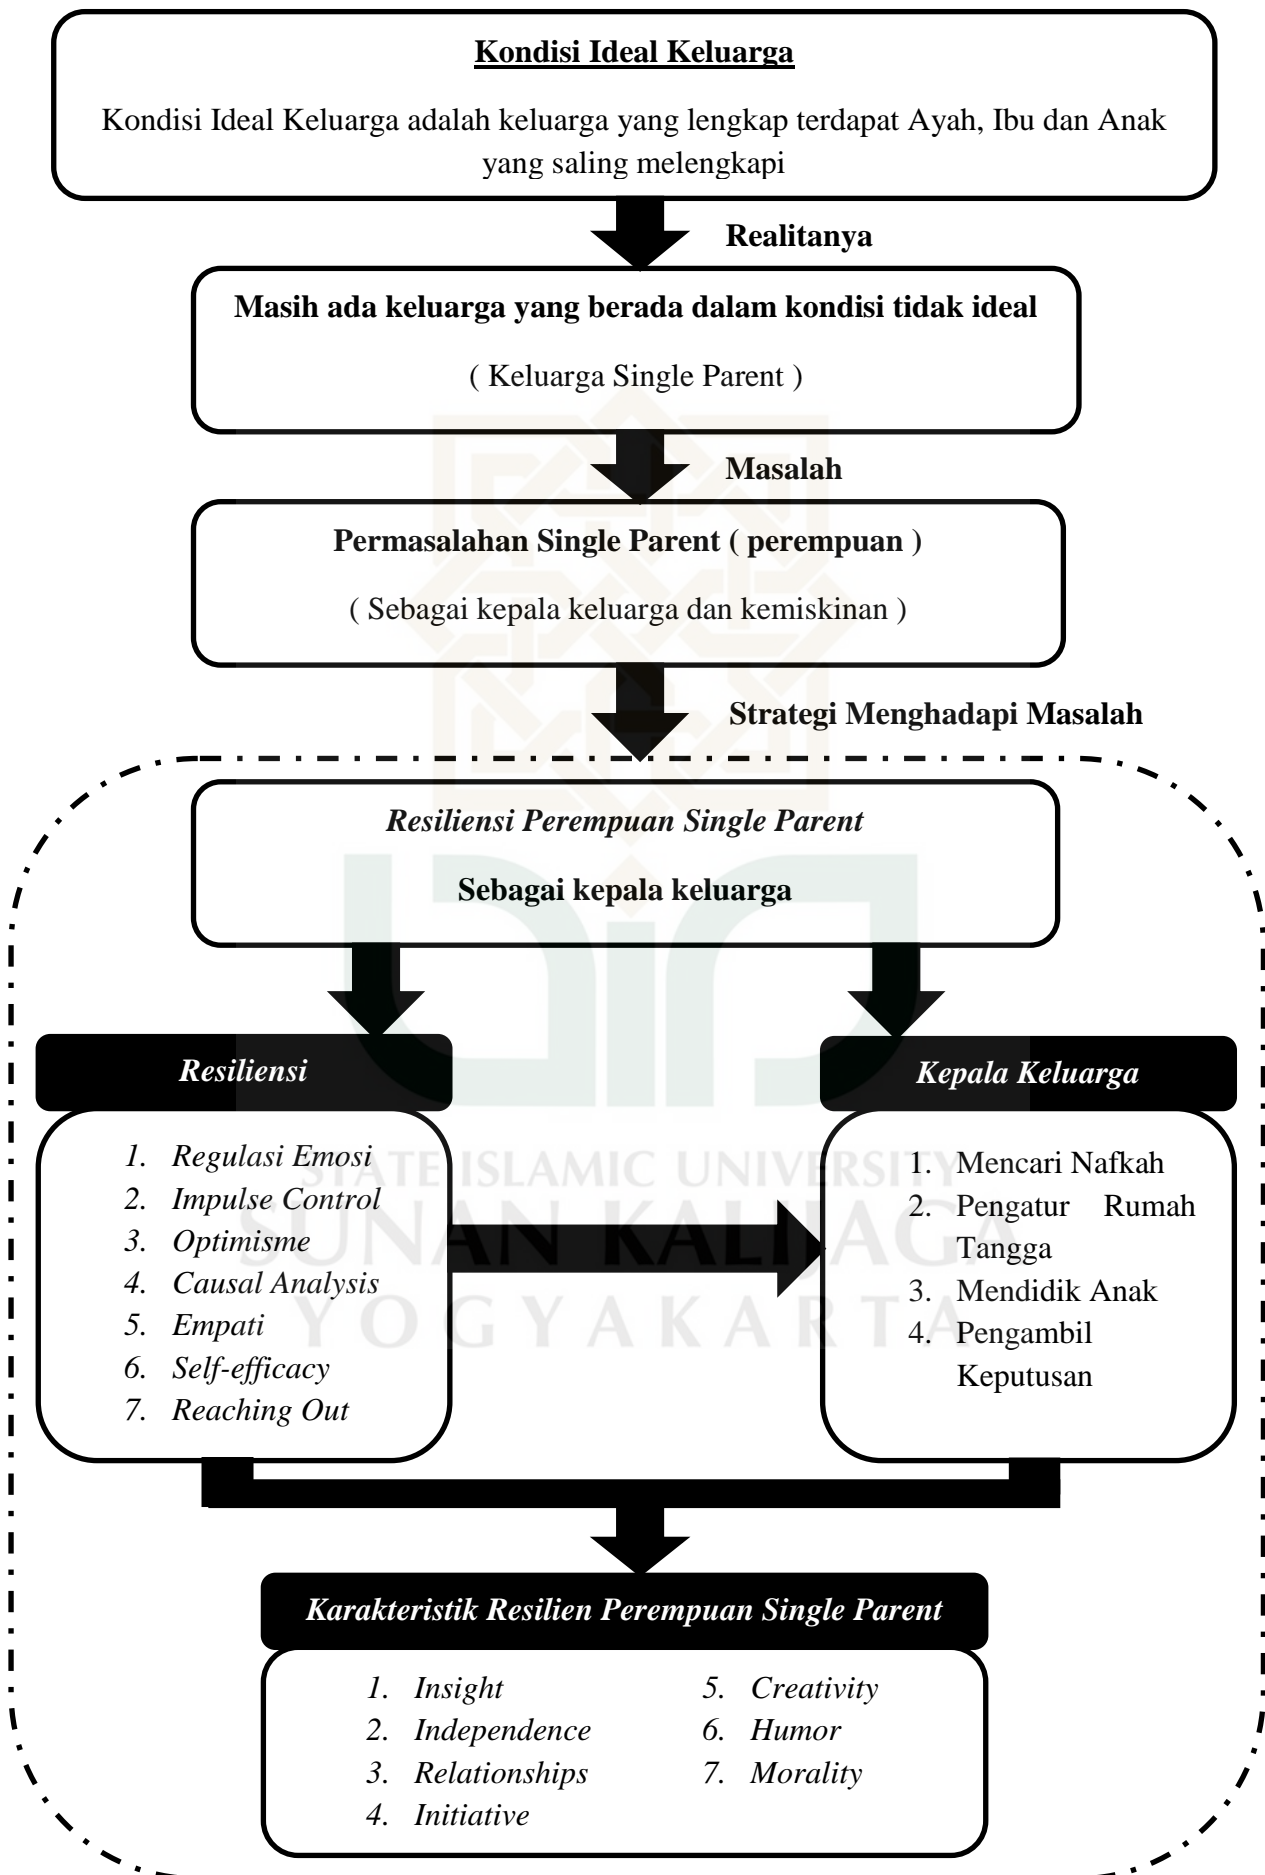 Kondisi Ideal Keluarga
Kondisi Ideal Keluarga adalah keluarga yang lengkap terdapat Ayah, Ibu dan Anak
yang saling melengkapi
Realitanya
Masih ada keluarga yang berada dalam kondisi tidak ideal
( Keluarga Single Parent )
Masalah
Permasalahan Single Parent ( perempuan )
( Sebagai kepala keluarga dan kemiskinan )
Strategi Menghadapi Masalah
Resiliensi Perempuan Single Parent
Sebagai kepala keluarga
Resiliensi
1. Regulasi Emosi
2. Impulse Control
3. Optimisme
4. Causal Analysis
5. Empati
6. Self-efficacy
7. Reaching Out
Kepala Keluarga
1. Mencari Nafkah
2. Pengatur Rumah
Tangga
3. Mendidik Anak
4. Pengambil
Keputusan
STATE ISLAMIC UNIVERSITY
SUNAN KALIJAGA
YOGYAKARTA
Karakteristik Resilien Perempuan Single Parent
1. Insight
2. Independence
3. Relationships
4. Initiative
5. Creativity
6. Humor
7. Morality